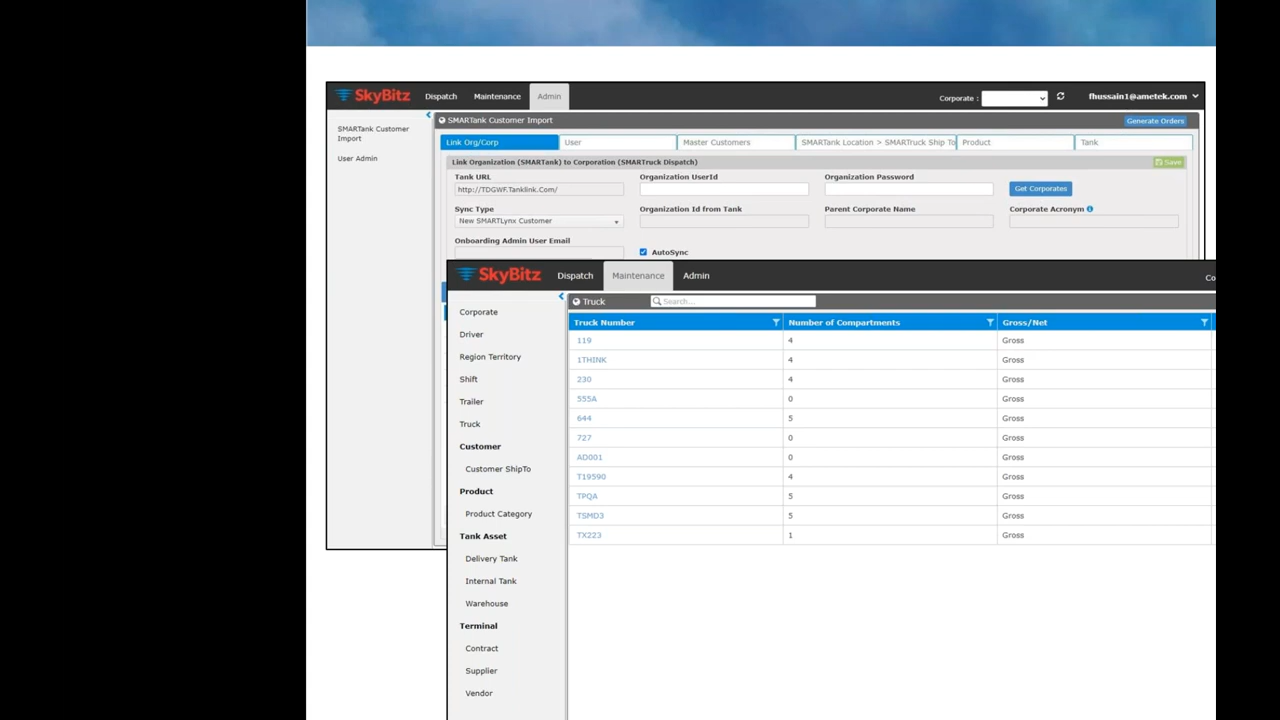 SkyBitz Dispatch Maintenance Admin Corporate : fhussain1@ametek.com
SMARTank Customer Import
User Admin
SMARTank Customer Import Generate Orders
Link Org/Corp User Master Customers SMARTank Location > SMARTruck Ship To Product Tank
Link Organization (SMARTank) to Corporation (SMARTruck Dispatch) Save
Tank URL Organization UserId Organization Password
http://TDGWF.Tanklink.Com/ Get Corporates
Sync Type Organization Id from Tank Parent Corporate Name Corporate Acronym
New SMARTLynx Customer
Onboarding Admin User Email
AutoSync
SkyBitz Dispatch Maintenance Admin Co
Corporate
Driver
Region Territory
Shift
Trailer
Truck
Customer
Customer ShipTo
Product
Product Category
Tank Asset
Delivery Tank
Internal Tank
Warehouse
Terminal
Contract
Supplier
Vendor
Truck Search...
Truck Number Number of Compartments Gross/Net
119 4 Gross
1THINK 4 Gross
230 4 Gross
555A 0 Gross
644 5 Gross
727 0 Gross
AD001 0 Gross
T19590 4 Gross
TPQA 5 Gross
TSMD3 5 Gross
TX223 1 Gross